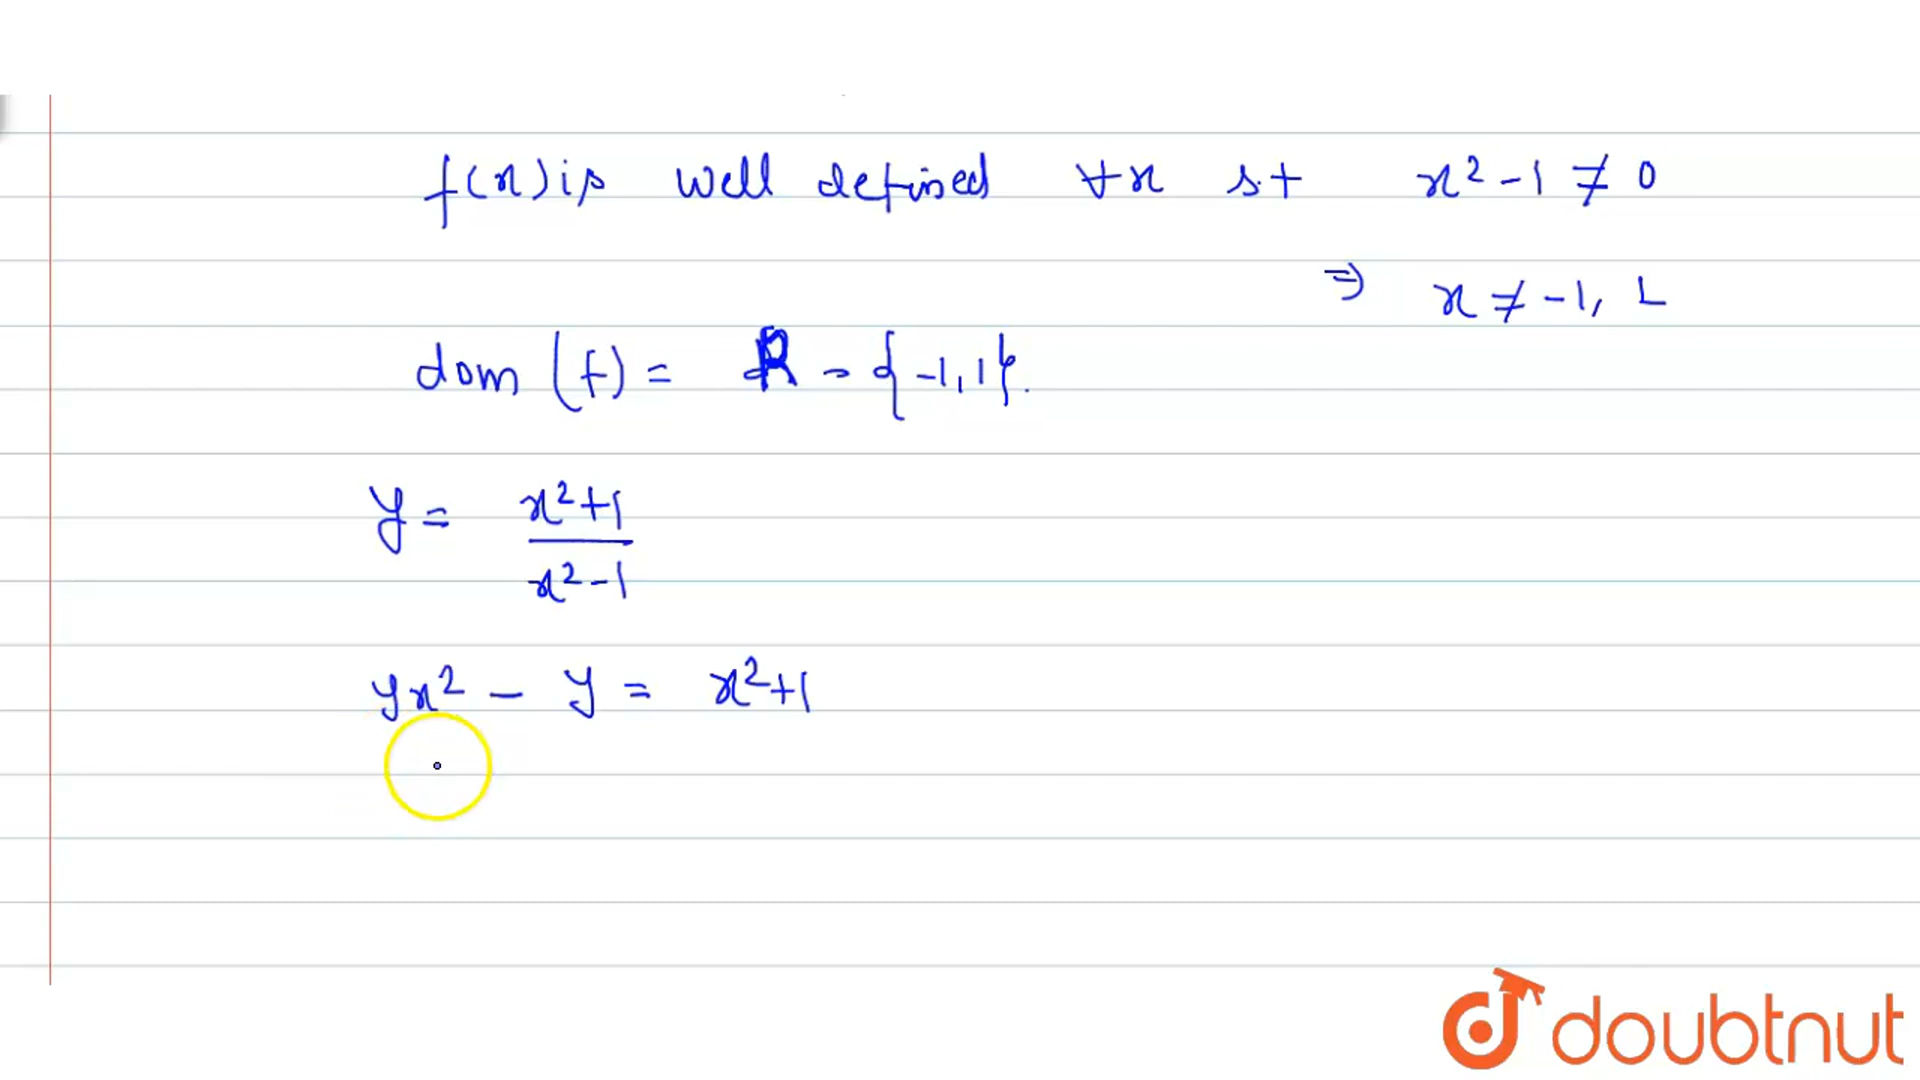 f(x) is well defined ∀x s.t x² - 1 ≠ 0
⇒ x ≠ -1, 1
dom (f) = R - {-1, 1}.
y = x²+1 / x²-1
yx² - y = x²+1
doubtnut